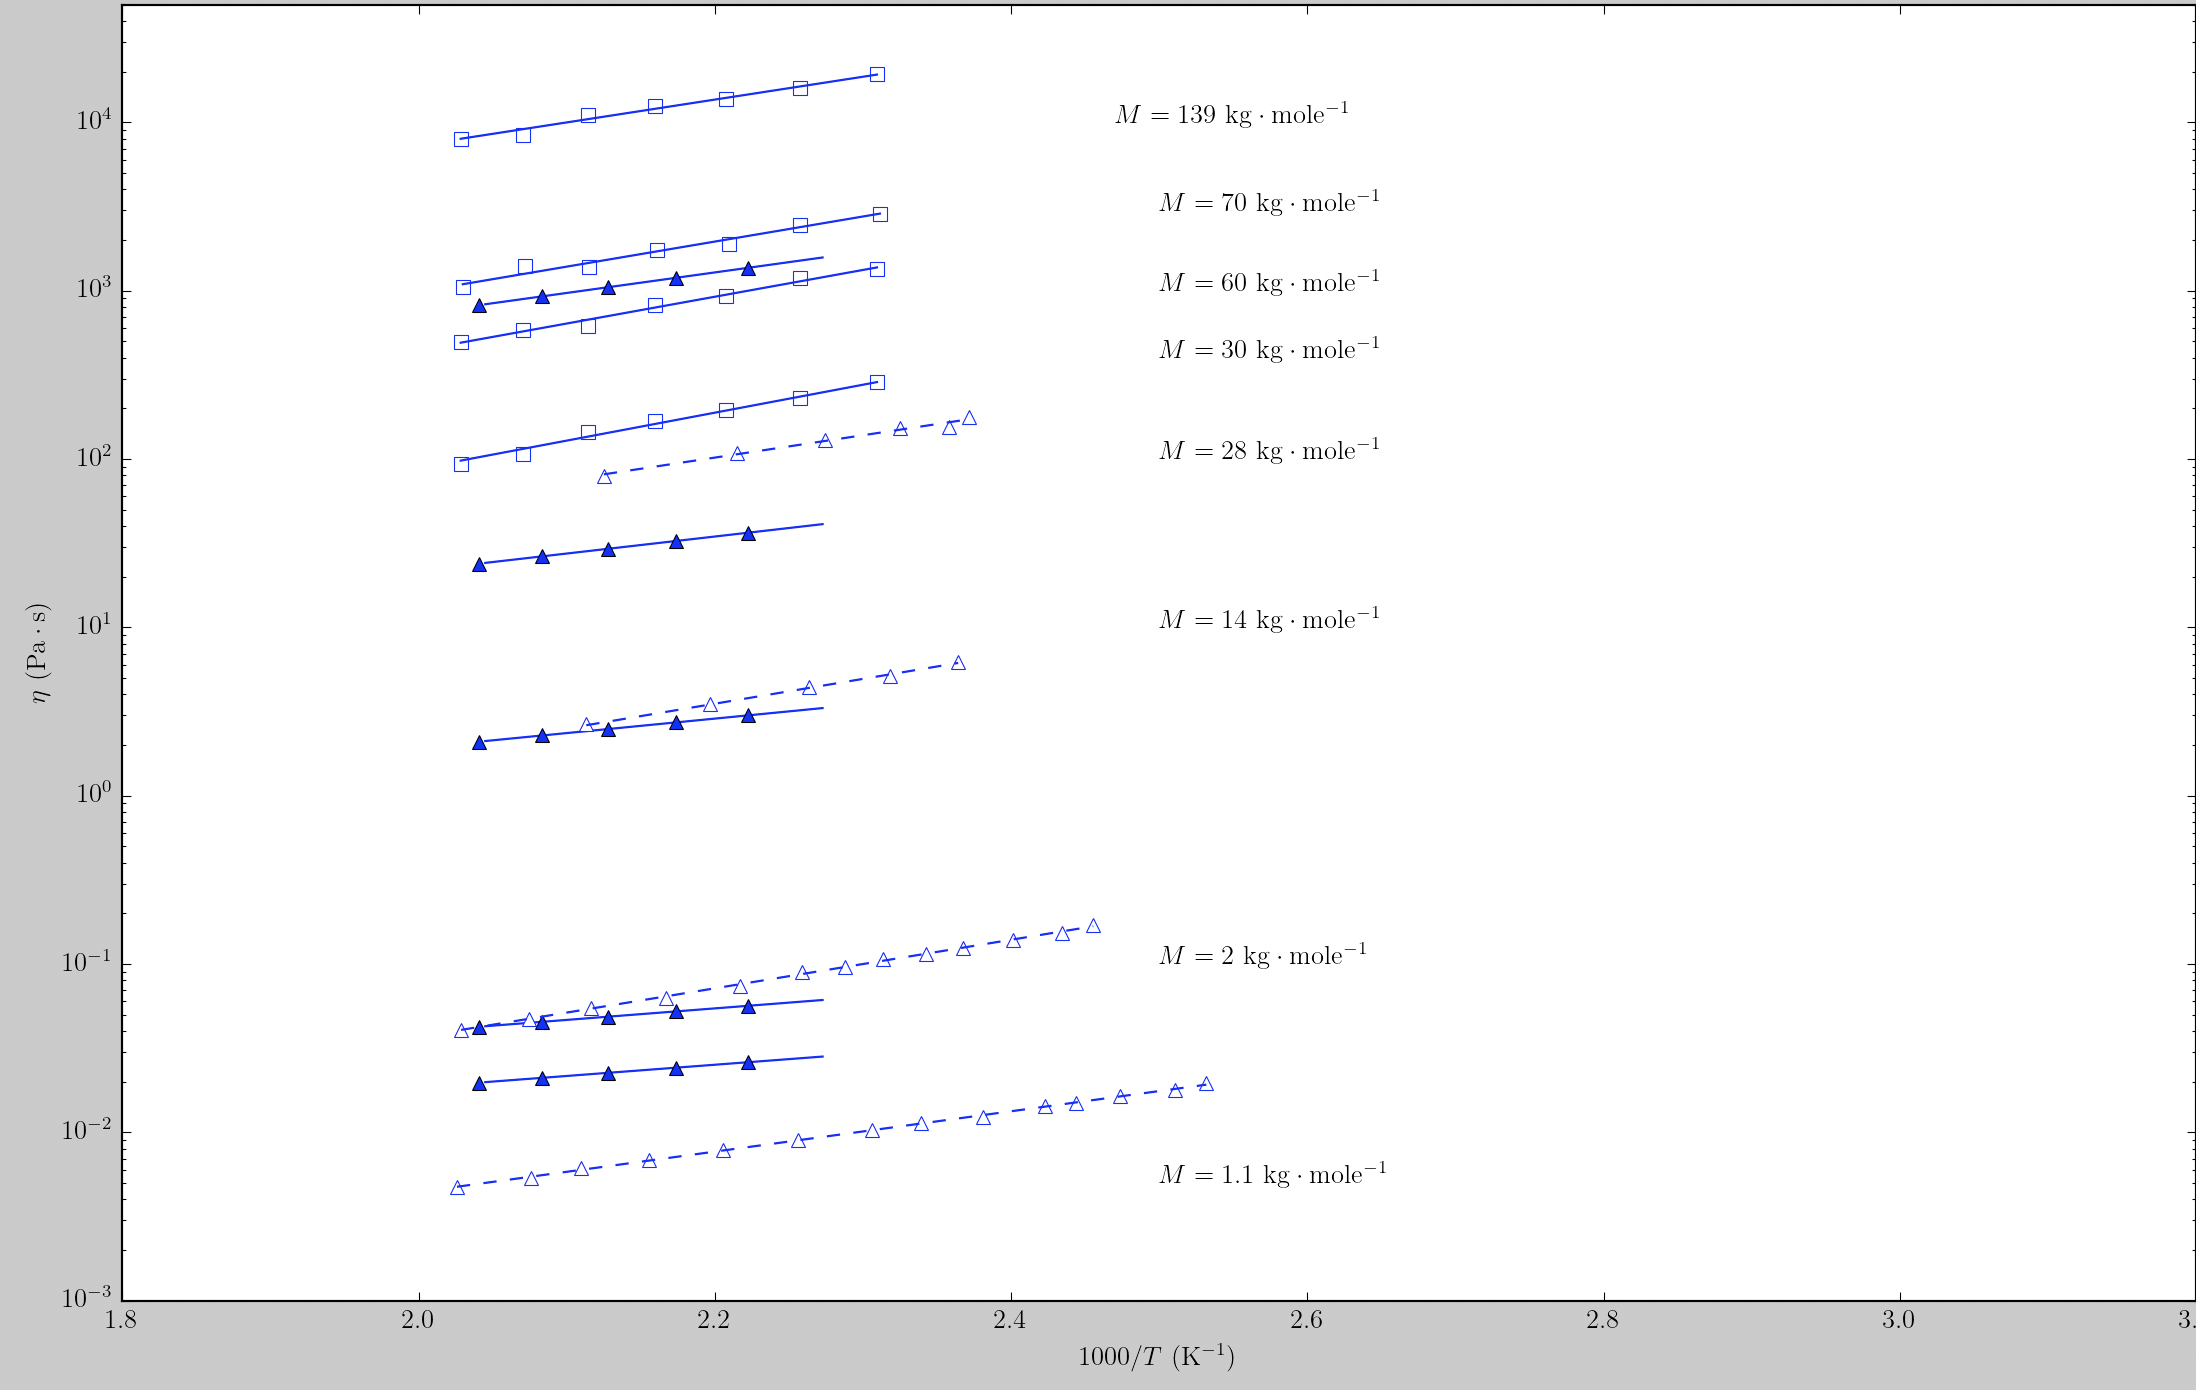 10⁴
10³
10²
10¹
10⁰
10⁻¹
10⁻²
10⁻³
η (Pa · s)
M = 139 kg · mole⁻¹
M = 70 kg · mole⁻¹
M = 60 kg · mole⁻¹
M = 30 kg · mole⁻¹
M = 28 kg · mole⁻¹
M = 14 kg · mole⁻¹
M = 2 kg · mole⁻¹
M = 1.1 kg · mole⁻¹
1.8 2.0 2.2 2.4 2.6 2.8 3.0 3.
1000/T (K⁻¹)